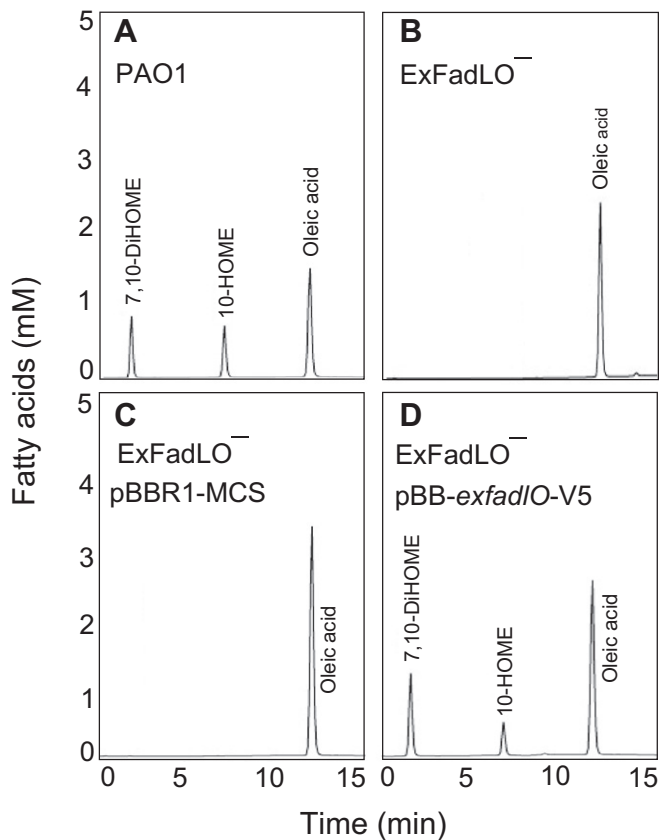 Fatty acids (mM)
5
4
3
2
1
0
A
PAO1
7,10-DiHOME
10-HOME
Oleic acid
B
ExFadLO—
Oleic acid
5
4
3
2
1
0
C
ExFadLO—
pBBR1-MCS
Oleic acid
0
5
10
15
D
ExFadLO—
pBB-exfadlO-V5
7,10-DiHOME
10-HOME
Oleic acid
0
5
10
15
Time (min)